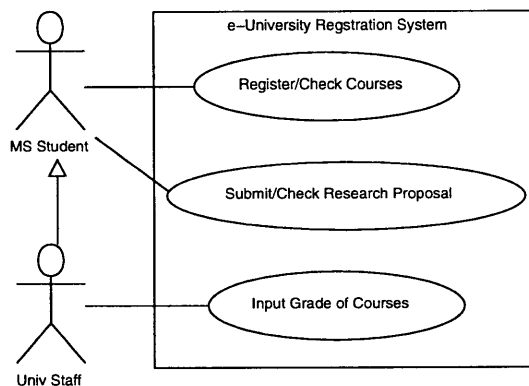 e-University Regstration System
Register/Check Courses
MS Student
Submit/Check Research Proposal
Input Grade of Courses
Univ Staff